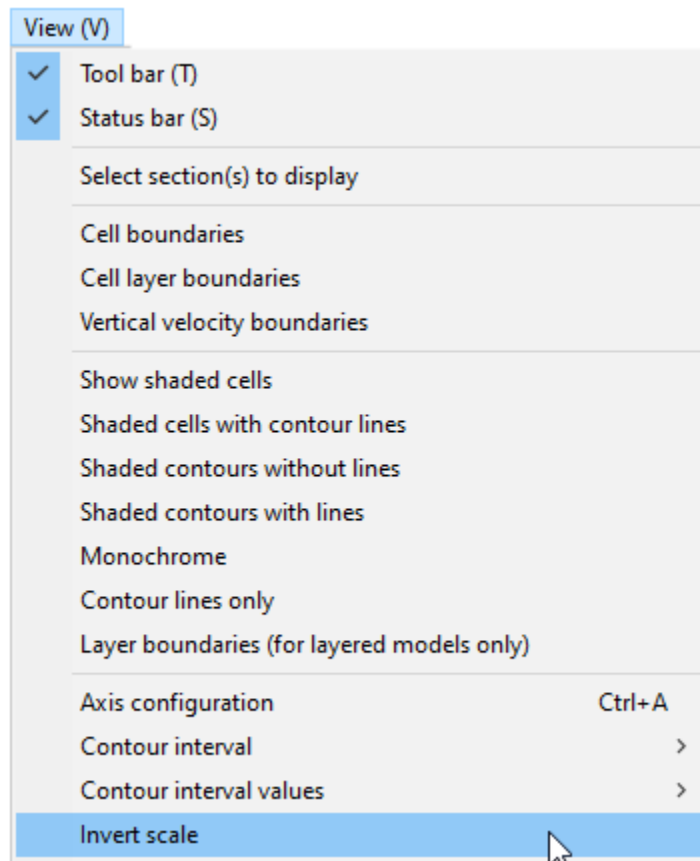 View (V)
Tool bar (T)
Status bar (S)
Select section(s) to display
Cell boundaries
Cell layer boundaries
Vertical velocity boundaries
Show shaded cells
Shaded cells with contour lines
Shaded contours without lines
Shaded contours with lines
Monochrome
Contour lines only
Layer boundaries (for layered models only)
Axis configuration Ctrl+A
Contour interval
Contour interval values
Invert scale